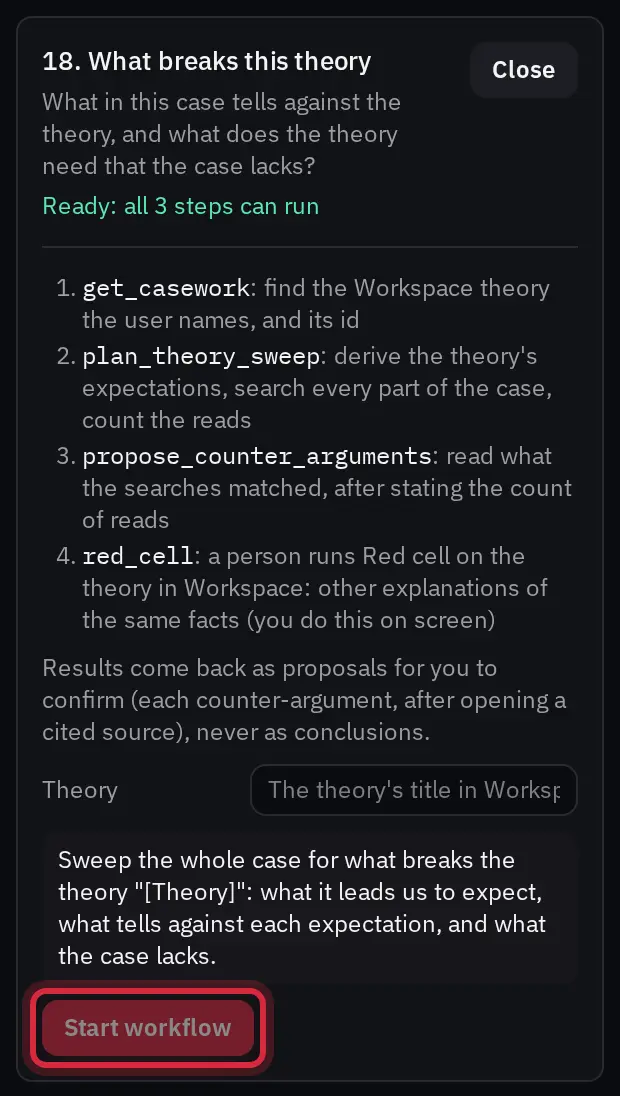 18. What breaks this theory
Close
What in this case tells against the
theory, and what does the theory
need that the case lacks?
Ready: all 3 steps can run
1. get_casework: find the Workspace theory
the user names, and its id
2. plan_theory_sweep: derive the theory's
expectations, search every part of the case,
count the reads
3. propose_counter_arguments: read what
the searches matched, after stating the count
of reads
4. red_cell: a person runs Red cell on the
theory in Workspace: other explanations of
the same facts (you do this on screen)
Results come back as proposals for you to
confirm (each counter-argument, after opening a
cited source), never as conclusions.
Theory
The theory's title in Worksp
Sweep the whole case for what breaks the
theory "[Theory]": what it leads us to expect,
what tells against each expectation, and what
the case lacks.
Start workflow